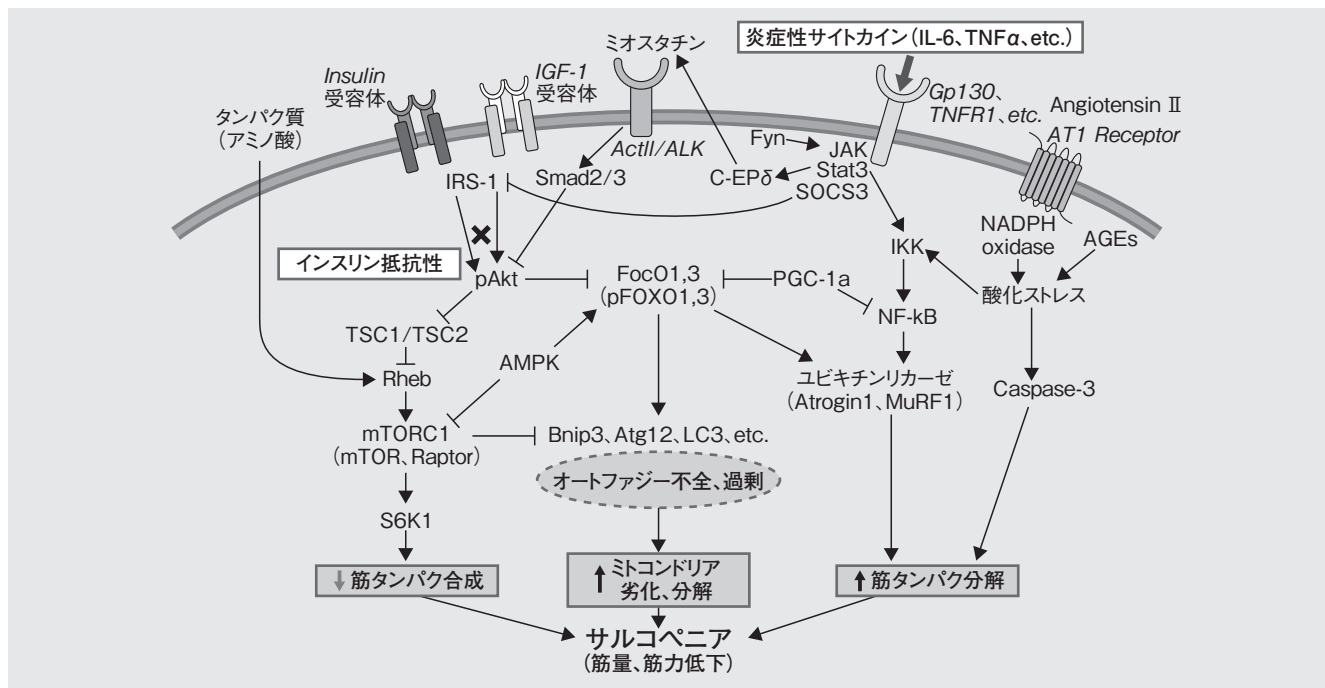 炎症性サイトカイン(IL-6、TNFα、etc.)
ミオスタチン
Insulin
受容体
IGF-1
受容体
Gp130、
TNFR1、etc.
Angiotensin Ⅱ
AT1 Receptor
タンパク質
(アミノ酸)
ActII/ALK
Fyn
JAK
Stat3
SOCS3
C-EPδ
IRS-1
Smad2/3
NADPH
oxidase
AGEs
インスリン抵抗性
IKK
pAkt
FocO1,3
(pFOXO1,3)
PGC-1a
酸化ストレス
NF-kB
TSC1/TSC2
AMPK
Rheb
ユビキチンリカーゼ
(Atrogin1、MuRF1)
Caspase-3
mTORC1
(mTOR、Raptor)
Bnip3、Atg12、LC3、etc.
オートファジー不全、過剰
S6K1
筋タンパク合成
ミトコンドリア
劣化、分解
筋タンパク分解
サルコペニア
(筋量、筋力低下)